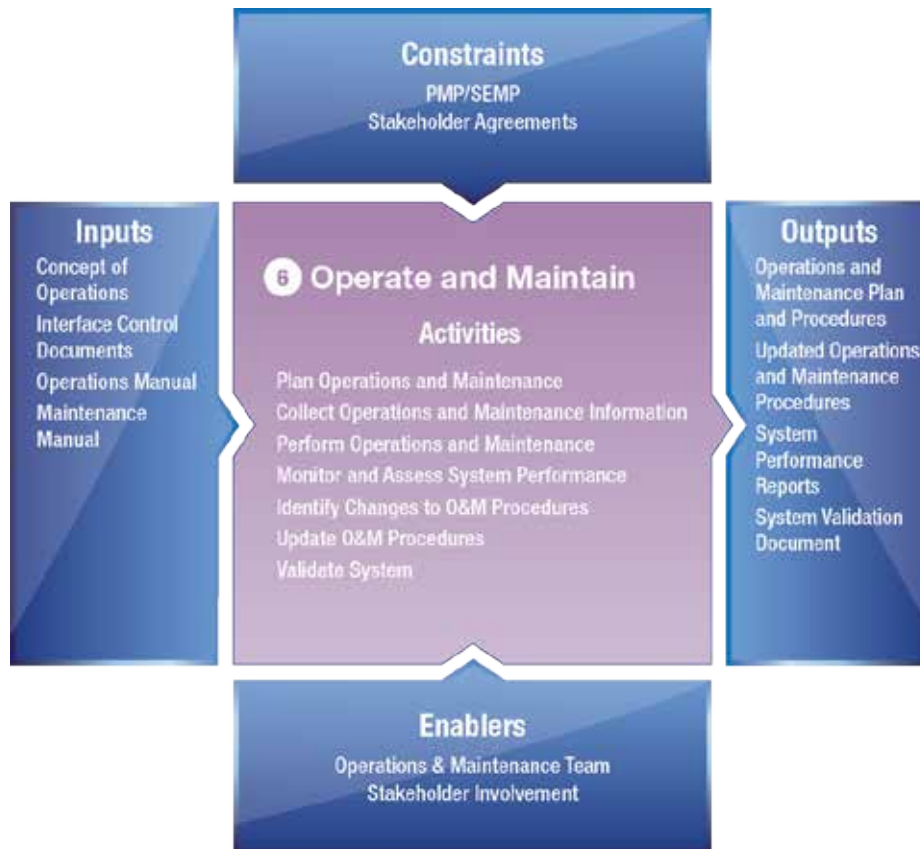 Constraints
PMP/SEMP
Stakeholder Agreements
Inputs
Concept of
Operations
Interface Control
Documents
Operations Manual
Maintenance
Manual
6 Operate and Maintain
Activities
Plan Operations and Maintenance
Collect Operations and Maintenance Information
Perform Operations and Maintenance
Monitor and Assess System Performance
Identify Changes to O&M Procedures
Update O&M Procedures
Validate System
Outputs
Operations and
Maintenance Plan
and Procedures
Updated Operations
and Maintenance
Procedures
System
Performance
Reports
System Validation
Document
Enablers
Operations & Maintenance Team
Stakeholder Involvement